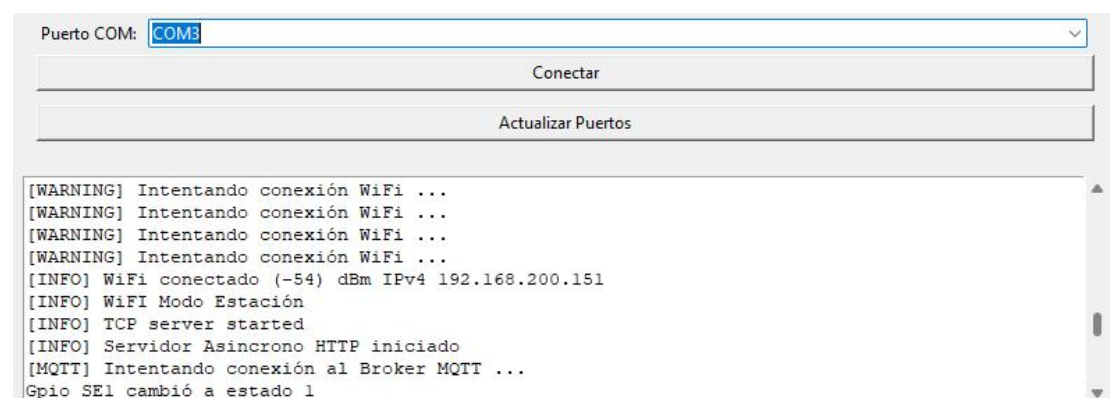 Puerto COM: COM3
Conectar
Actualizar Puertos
[WARNING] Intentando conexión WiFi ...
[WARNING] Intentando conexión WiFi ...
[WARNING] Intentando conexión WiFi ...
[WARNING] Intentando conexión WiFi ...
[INFO] WiFi conectado (-54) dBm IPv4 192.168.200.151
[INFO] WiFI Modo Estación
[INFO] TCP server started
[INFO] Servidor Asincrono HTTP iniciado
[MQTT] Intentando conexión al Broker MQTT ...
Gpio SE1 cambió a estado 1